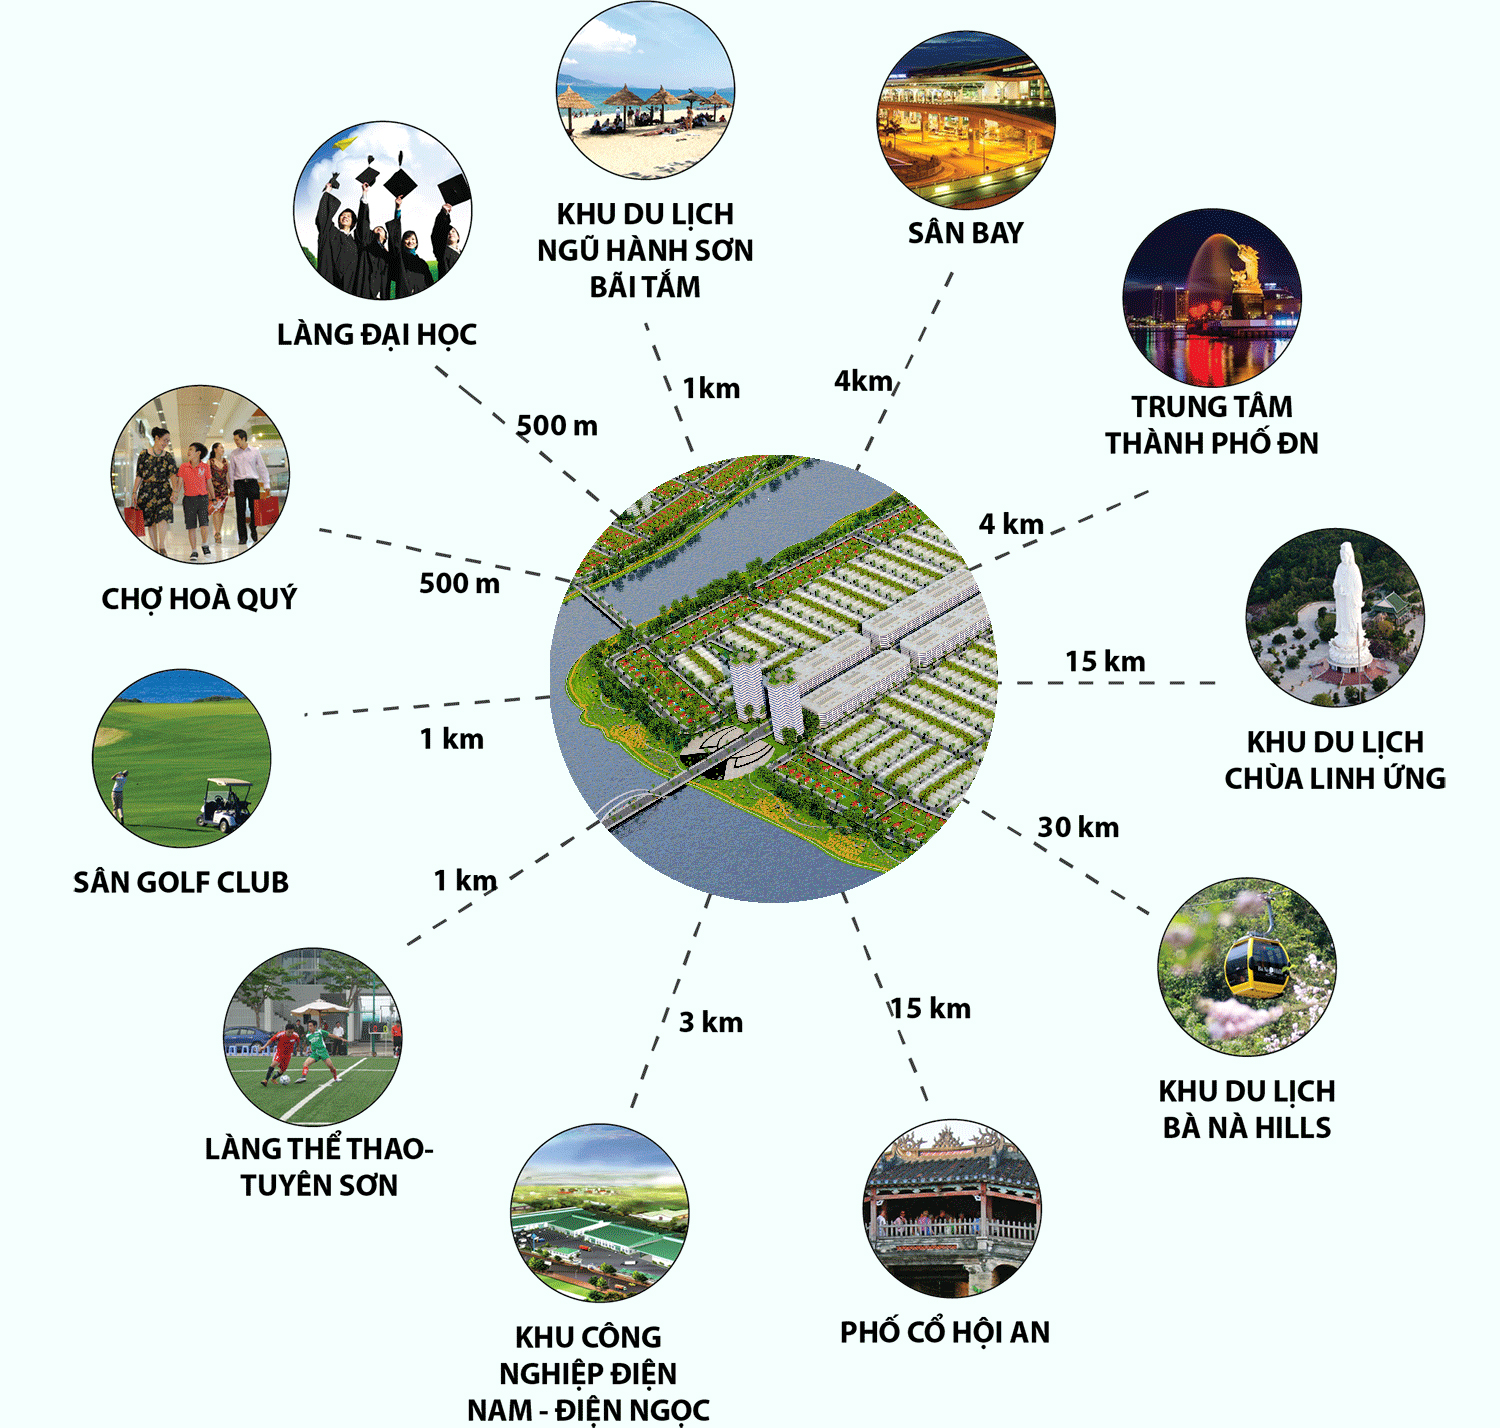 KHU DU LỊCH
NGŨ HÀNH SƠN
BÃI TẮM
1km
SÂN BAY
4km
TRUNG TÂM
THÀNH PHỐ ĐN
4 km
KHU DU LỊCH
CHÙA LINH ỨNG
15 km
KHU DU LỊCH
BÀ NÀ HILLS
30 km
PHỐ CỔ HỘI AN
15 km
KHU CÔNG
NGHIỆP ĐIỆN
NAM - ĐIỆN NGỌC
3 km
LÀNG THỂ THAO-
TUYÊN SƠN
1 km
SÂN GOLF CLUB
1 km
CHỢ HOÀ QUÝ
500 m
LÀNG ĐẠI HỌC
500 m